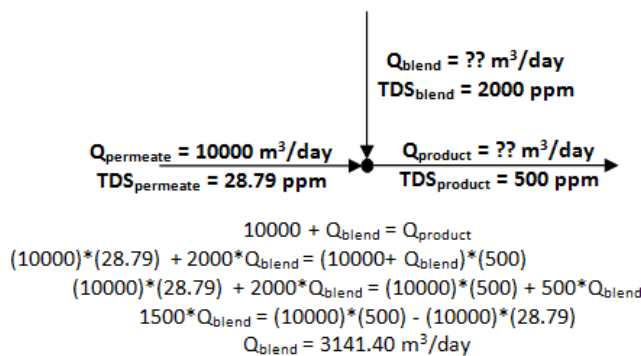 Q_blend = ?? m³/day
TDS_blend = 2000 ppm
Q_permeate = 10000 m³/day
TDS_permeate = 28.79 ppm
Q_product = ?? m³/day
TDS_product = 500 ppm
10000 + Q_blend = Q_product
(10000)*(28.79) + 2000*Q_blend = (10000+ Q_blend)*(500)
(10000)*(28.79) + 2000*Q_blend = (10000)*(500) + 500*Q_blend
1500*Q_blend = (10000)*(500) - (10000)*(28.79)
Q_blend = 3141.40 m³/day